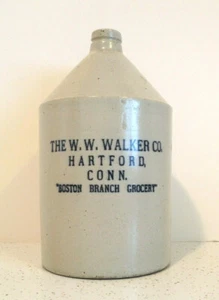 THE W. W. WALKER CO.
HARTFORD,
CONN.
"BOSTON BRANCH GROCERY"